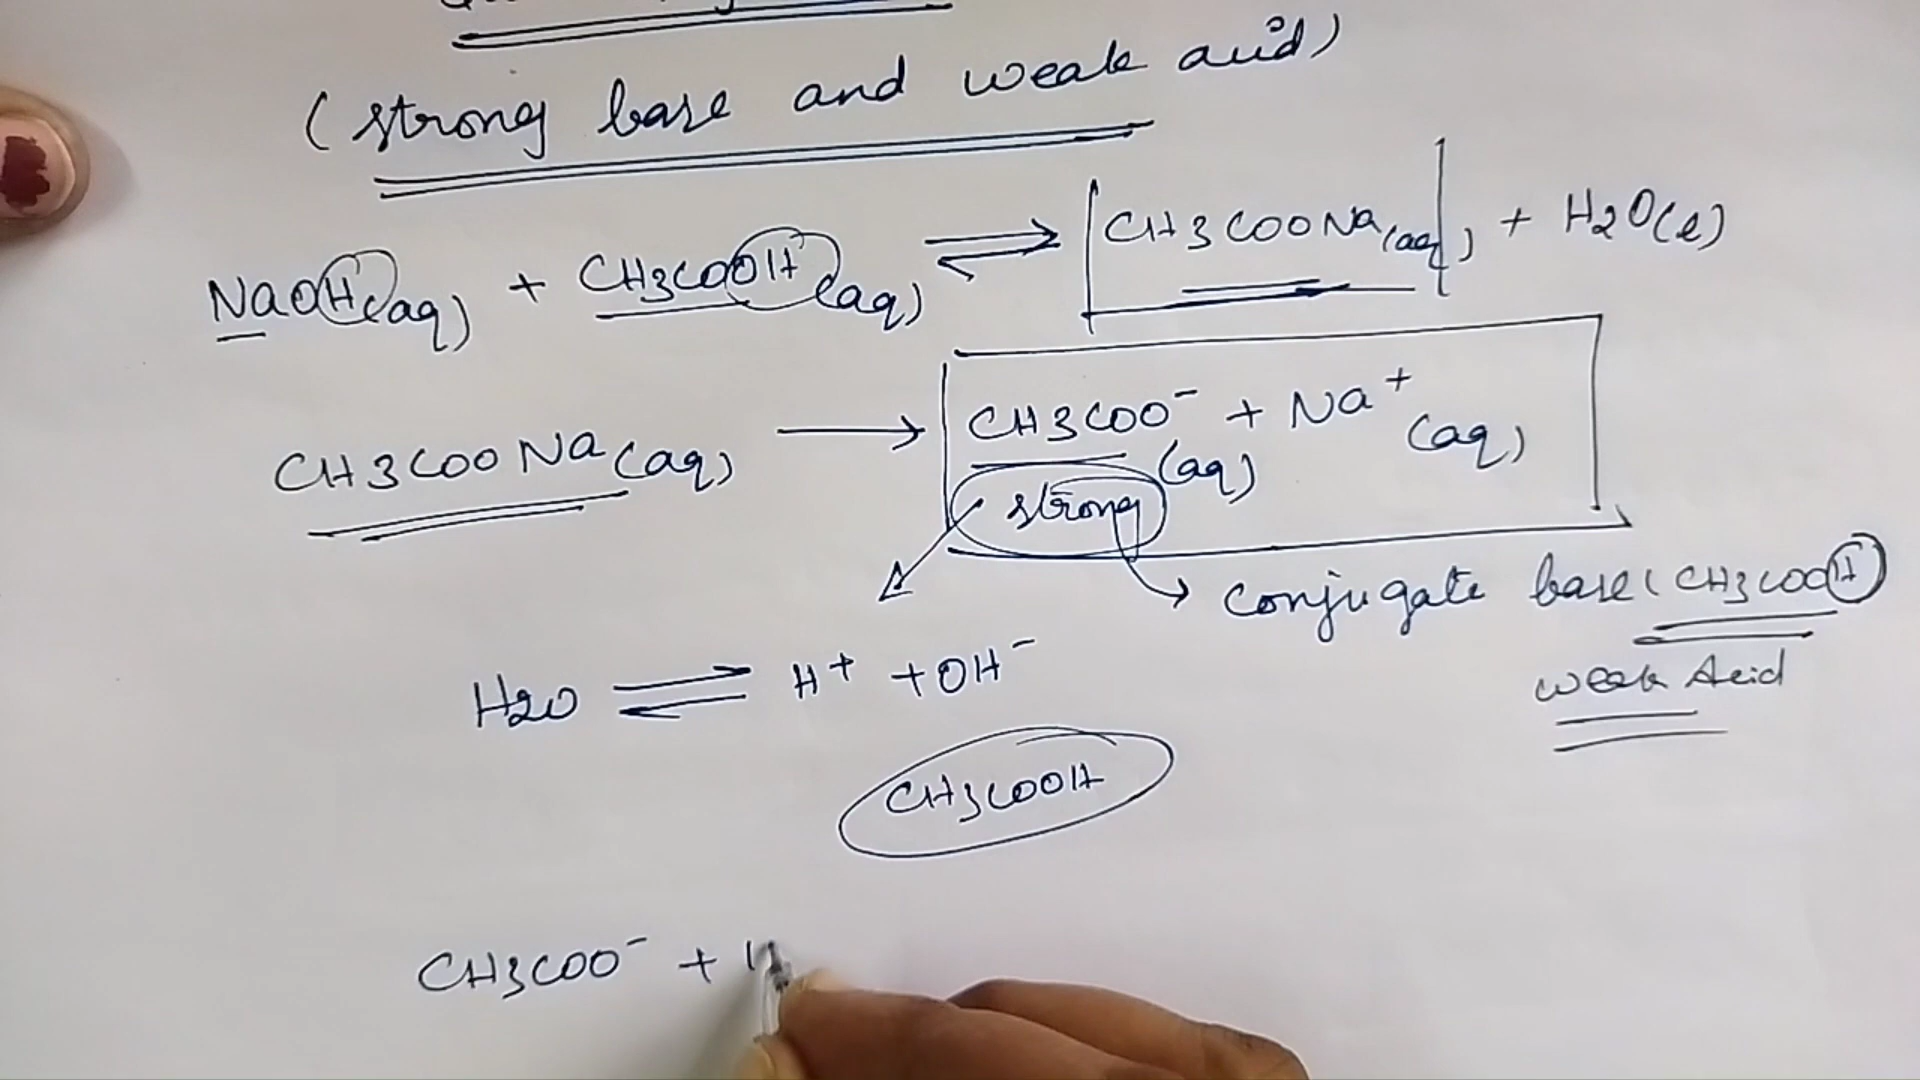 (strong base and weak acid)
NaOH(aq) + CH3COOH(aq) ⇌ CH3COONa(aq) + H2O(l)
CH3COONa(aq) → CH3COO⁻(aq) + Na⁺(aq)
strong
conjugate base (CH3COOH)
weak Acid
H2O ⇌ H⁺ + OH⁻
CH3COOH
CH3COO⁻ +